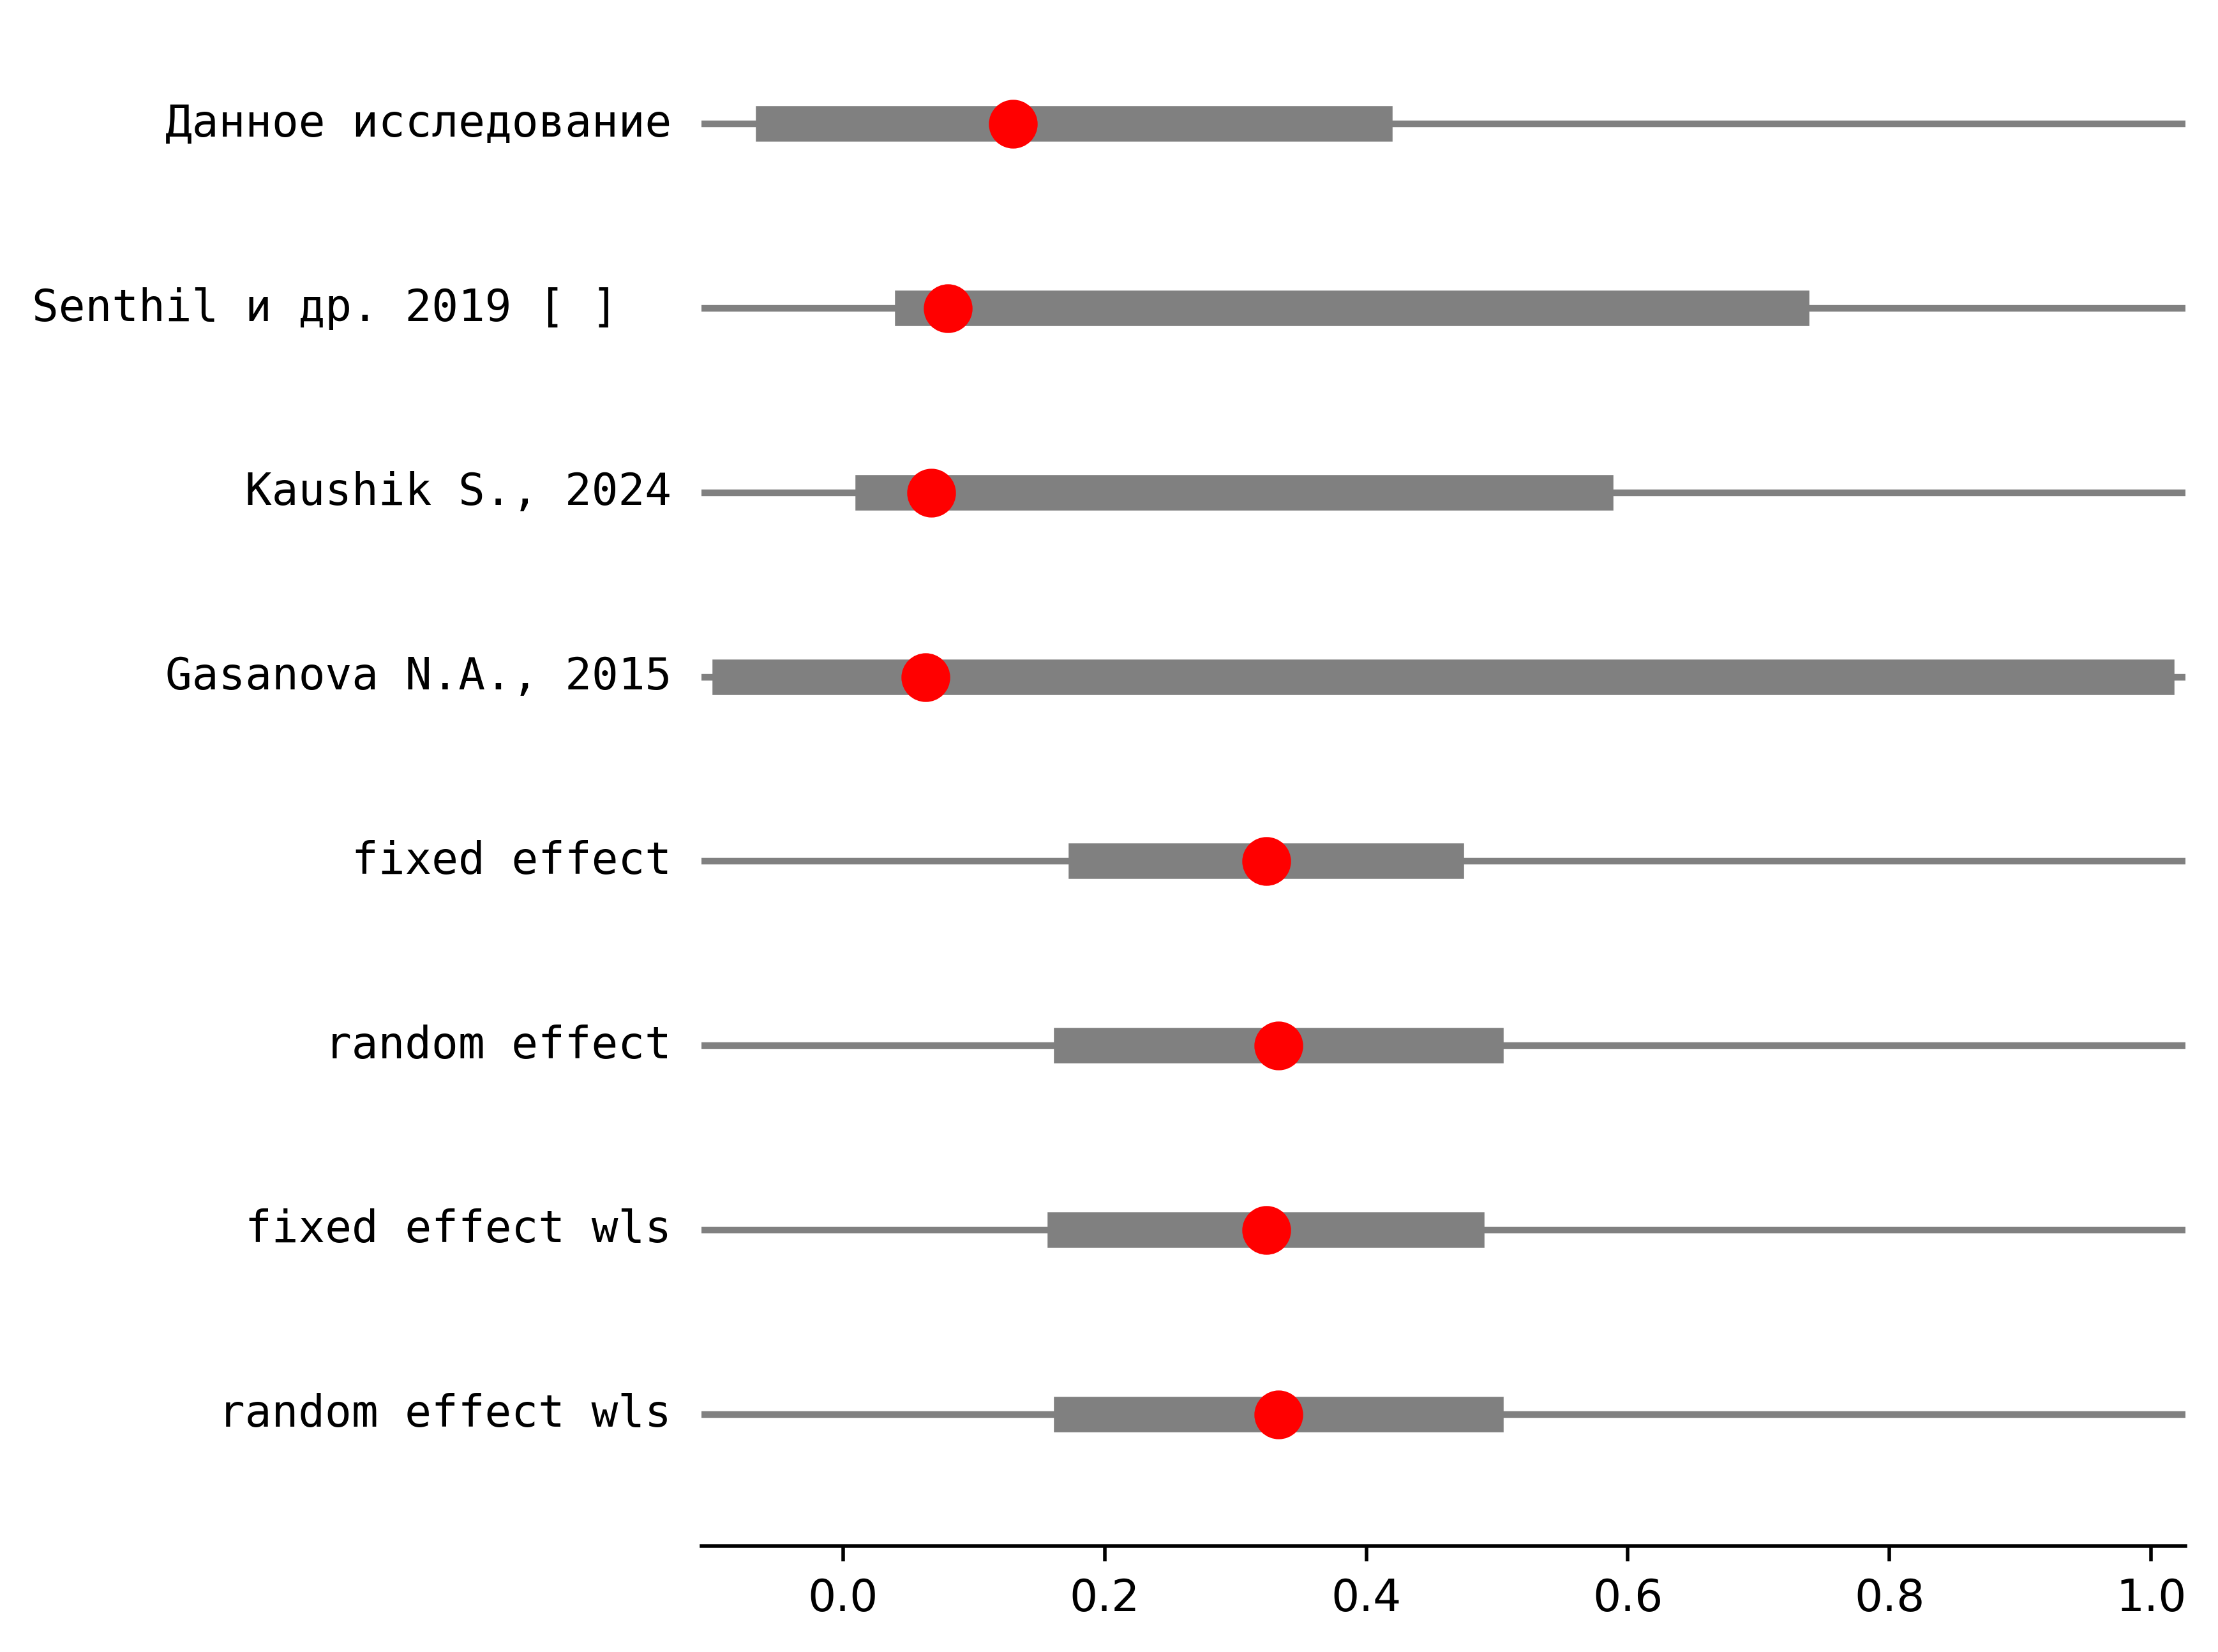 Данное исследование
Senthil и др. 2019 [ ]
Kaushik S., 2024
Gasanova N.A., 2015
fixed effect
random effect
fixed effect wls
random effect wls
0.0 0.2 0.4 0.6 0.8 1.0